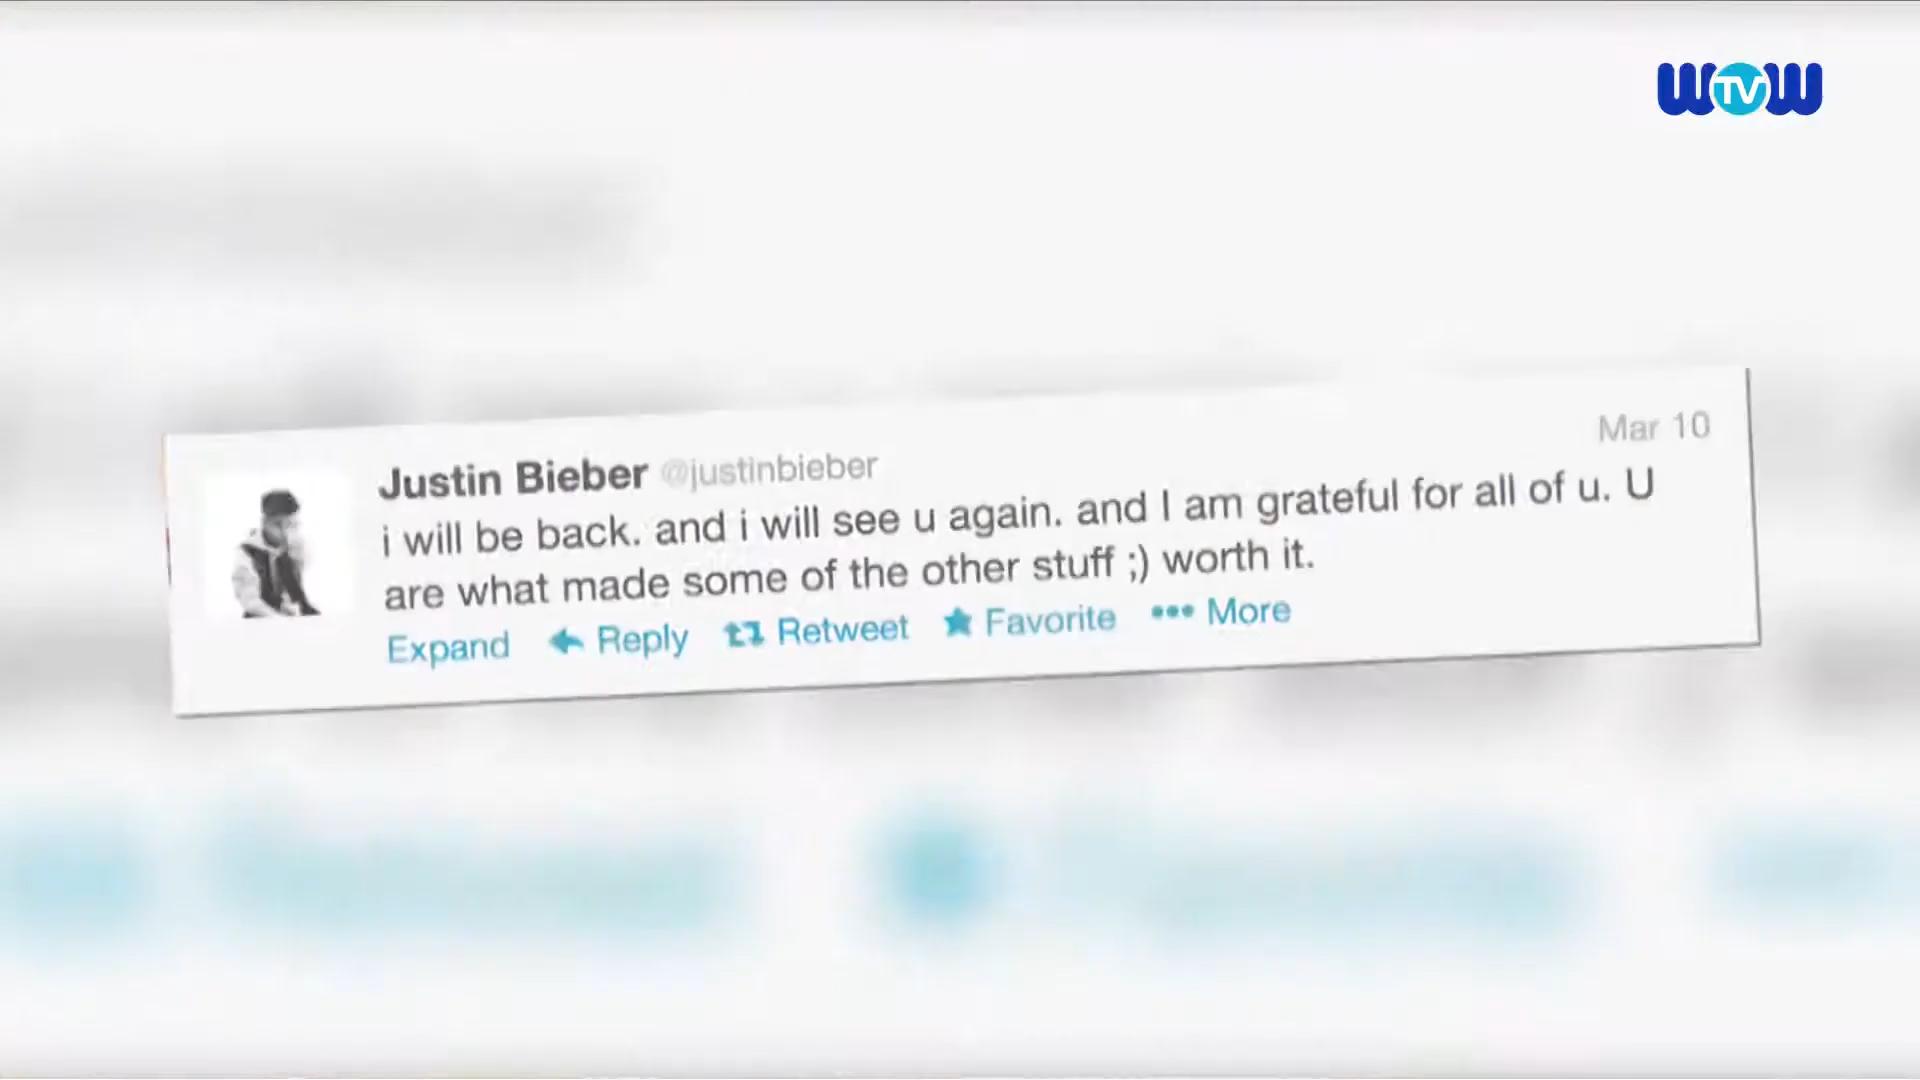 WTVW
Mar 10
Justin Bieber @justinbieber
i will be back. and i will see u again. and I am grateful for all of u. U
are what made some of the other stuff ;) worth it.
Expand Reply Retweet Favorite ••• More